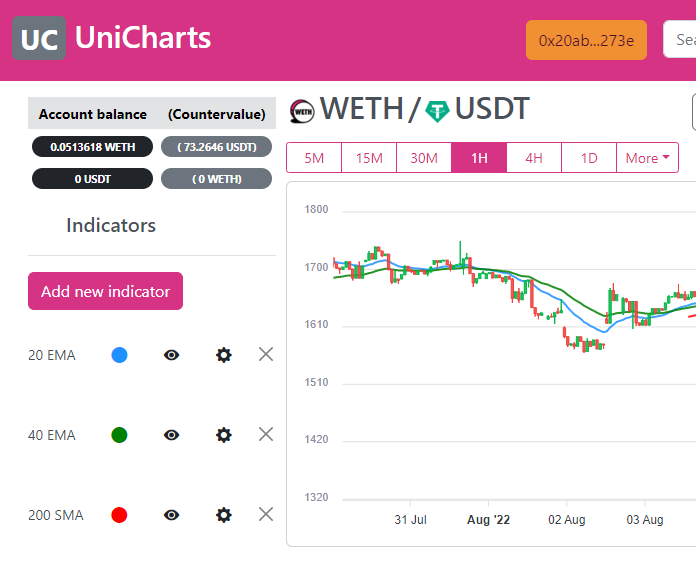 UC UniCharts
0x20ab...273e
Sea
Account balance (Countervalue)
0.0513618 WETH ( 73.2646 USDT)
0 USDT ( 0 WETH)
Indicators
Add new indicator
20 EMA
40 EMA
200 SMA
WETH WETH / USDT
5M 15M 30M 1H 4H 1D More
1800
1700
1610
1510
1420
1320
31 Jul Aug '22 02 Aug 03 Aug